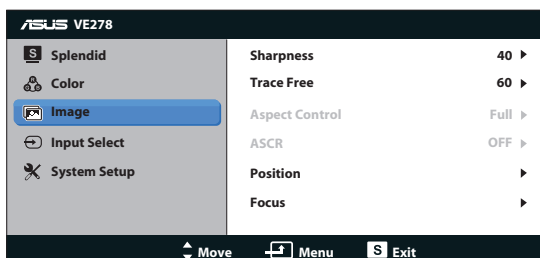 ASUS VE278
S Splendid
Color
Image
Input Select
System Setup
Sharpness 40
Trace Free 60
Aspect Control Full
ASCR OFF
Position
Focus
Move Menu S Exit